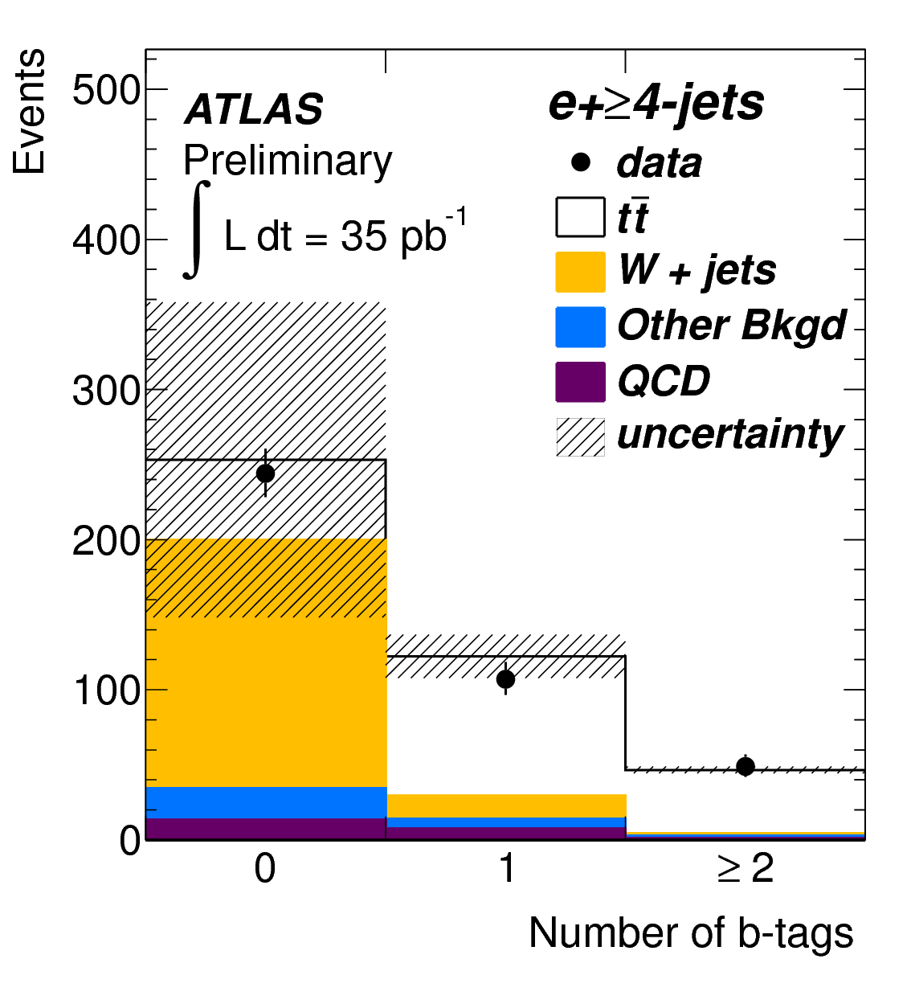 Events
500
400
300
200
100
0
ATLAS
Preliminary
∫ L dt = 35 pb⁻¹
e+≥4-jets
data
tt̄
W + jets
Other Bkgd
QCD
uncertainty
0 1 ≥ 2
Number of b-tags